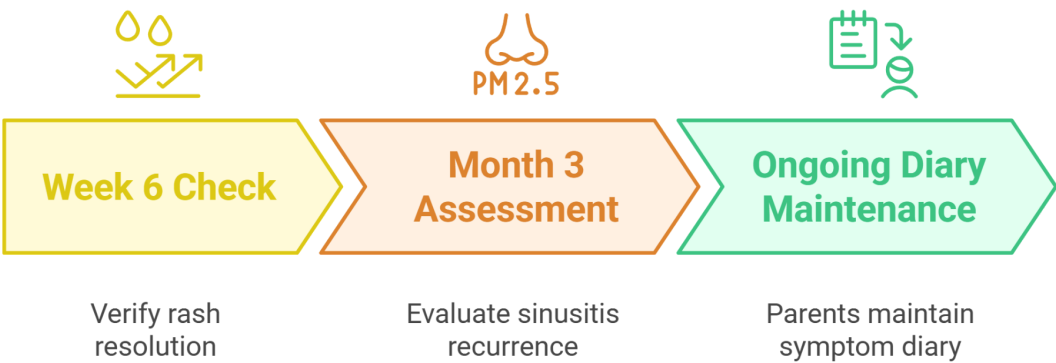 PM2.5
Week 6 Check
Month 3
Assessment
Ongoing Diary
Maintenance
Verify rash
resolution
Evaluate sinusitis
recurrence
Parents maintain
symptom diary